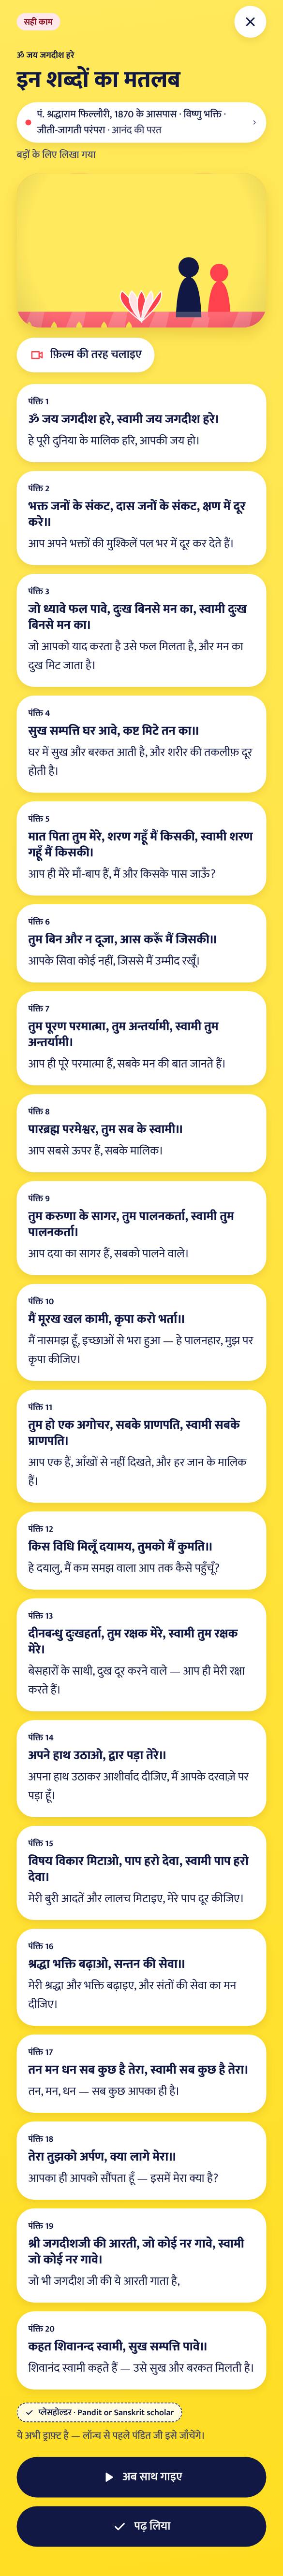 सही काम
ॐ जय जगदीश हरे
इन शब्दों का मतलब
पं. श्रद्धाराम फिल्लौरी, 1870 के आसपास · विष्णु भक्ति ·
जीती-जागती परंपरा · आनंद की परत
बड़ों के लिए लिखा गया
फ़िल्म की तरह चलाइए
पंक्ति 1
ॐ जय जगदीश हरे, स्वामी जय जगदीश हरे।
हे पूरी दुनिया के मालिक हरि, आपकी जय हो।
पंक्ति 2
भक्त जनों के संकट, दास जनों के संकट, क्षण में दूर
करे॥
आप अपने भक्तों की मुश्किलें पल भर में दूर कर देते हैं।
पंक्ति 3
जो ध्यावे फल पावे, दुःख बिनसे मन का, स्वामी दुःख
बिनसे मन का।
जो आपको याद करता है उसे फल मिलता है, और मन का
दुख मिट जाता है।
पंक्ति 4
सुख सम्पत्ति घर आवे, कष्ट मिटे तन का॥
घर में सुख और बरकत आती है, और शरीर की तकलीफ़ दूर
होती है।
पंक्ति 5
मात पिता तुम मेरे, शरण गहूँ मैं किसकी, स्वामी शरण
गहूँ मैं किसकी।
आप ही मेरे माँ-बाप हैं, मैं और किसके पास जाऊँ?
पंक्ति 6
तुम बिन और न दूजा, आस करूँ मैं जिसकी॥
आपके सिवा कोई नहीं, जिससे मैं उम्मीद रखूँ।
पंक्ति 7
तुम पूरण परमात्मा, तुम अन्तर्यामी, स्वामी तुम
अन्तर्यामी।
आप ही पूरे परमात्मा हैं, सबके मन की बात जानते हैं।
पंक्ति 8
पारब्रह्म परमेश्वर, तुम सब के स्वामी॥
आप सबसे ऊपर हैं, सबके मालिक।
पंक्ति 9
तुम करुणा के सागर, तुम पालनकर्ता, स्वामी तुम
पालनकर्ता।
आप दया का सागर हैं, सबको पालने वाले।
पंक्ति 10
मैं मूरख खल कामी, कृपा करो भर्ता॥
मैं नासमझ हूँ, इच्छाओं से भरा हुआ — हे पालनहार, मुझ पर
कृपा कीजिए।
पंक्ति 11
तुम हो एक अगोचर, सबके प्राणपति, स्वामी सबके
प्राणपति।
आप एक हैं, आँखों से नहीं दिखते, और हर जान के मालिक
हैं।
पंक्ति 12
किस विधि मिलूँ दयामय, तुमको मैं कुमति॥
हे दयालु, मैं कम समझ वाला आप तक कैसे पहुँचूँ?
पंक्ति 13
दीनबन्धु दुःखहर्ता, तुम रक्षक मेरे, स्वामी तुम रक्षक
मेरे।
बेसहारों के साथी, दुख दूर करने वाले — आप ही मेरी रक्षा
करते हैं।
पंक्ति 14
अपने हाथ उठाओ, द्वार पड़ा तेरे॥
अपना हाथ उठाकर आशीर्वाद दीजिए, मैं आपके दरवाज़े पर
पड़ा हूँ।
पंक्ति 15
विषय विकार मिटाओ, पाप हरो देवा, स्वामी पाप हरो
देवा।
मेरी बुरी आदतें और लालच मिटाइए, मेरे पाप दूर कीजिए।
पंक्ति 16
श्रद्धा भक्ति बढ़ाओ, सन्तन की सेवा॥
मेरी श्रद्धा और भक्ति बढ़ाइए, और संतों की सेवा का मन
दीजिए।
पंक्ति 17
तन मन धन सब कुछ है तेरा, स्वामी सब कुछ है तेरा।
तन, मन, धन — सब कुछ आपका ही है।
पंक्ति 18
तेरा तुझको अर्पण, क्या लागे मेरा॥
आपका ही आपको सौंपता हूँ — इसमें मेरा क्या है?
पंक्ति 19
श्री जगदीशजी की आरती, जो कोई नर गावे, स्वामी
जो कोई नर गावे।
जो भी जगदीश जी की ये आरती गाता है,
पंक्ति 20
कहत शिवानन्द स्वामी, सुख सम्पत्ति पावे॥
शिवानंद स्वामी कहते हैं — उसे सुख और बरकत मिलती है।
प्लेसहोल्डर · Pandit or Sanskrit scholar
ये अभी ड्राफ़्ट है — लॉन्च से पहले पंडित जी इसे जाँचेंगे।
अब साथ गाइए
पढ़ लिया